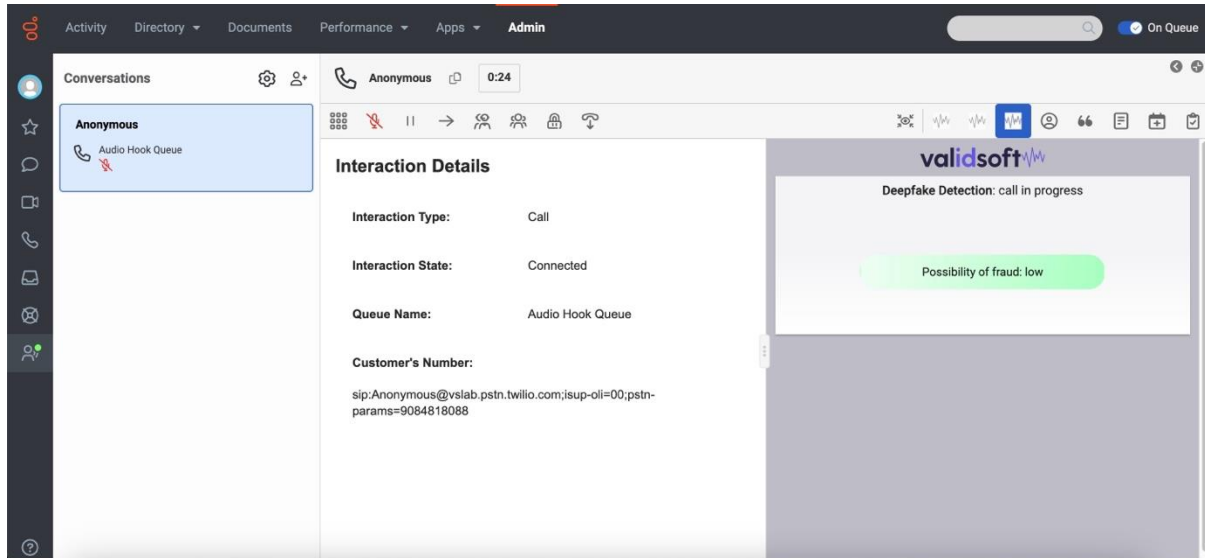 Activity Directory Documents Performance Apps Admin On Queue
Conversations
Anonymous 0:24
Anonymous
Audio Hook Queue
Interaction Details
Interaction Type: Call
Interaction State: Connected
Queue Name: Audio Hook Queue
Customer's Number:
sip:Anonymous@vslab.pstn.twilio.com;isup-oli=00;pstn-
params=9084818088
validsoft
Deepfake Detection: call in progress
Possibility of fraud: low